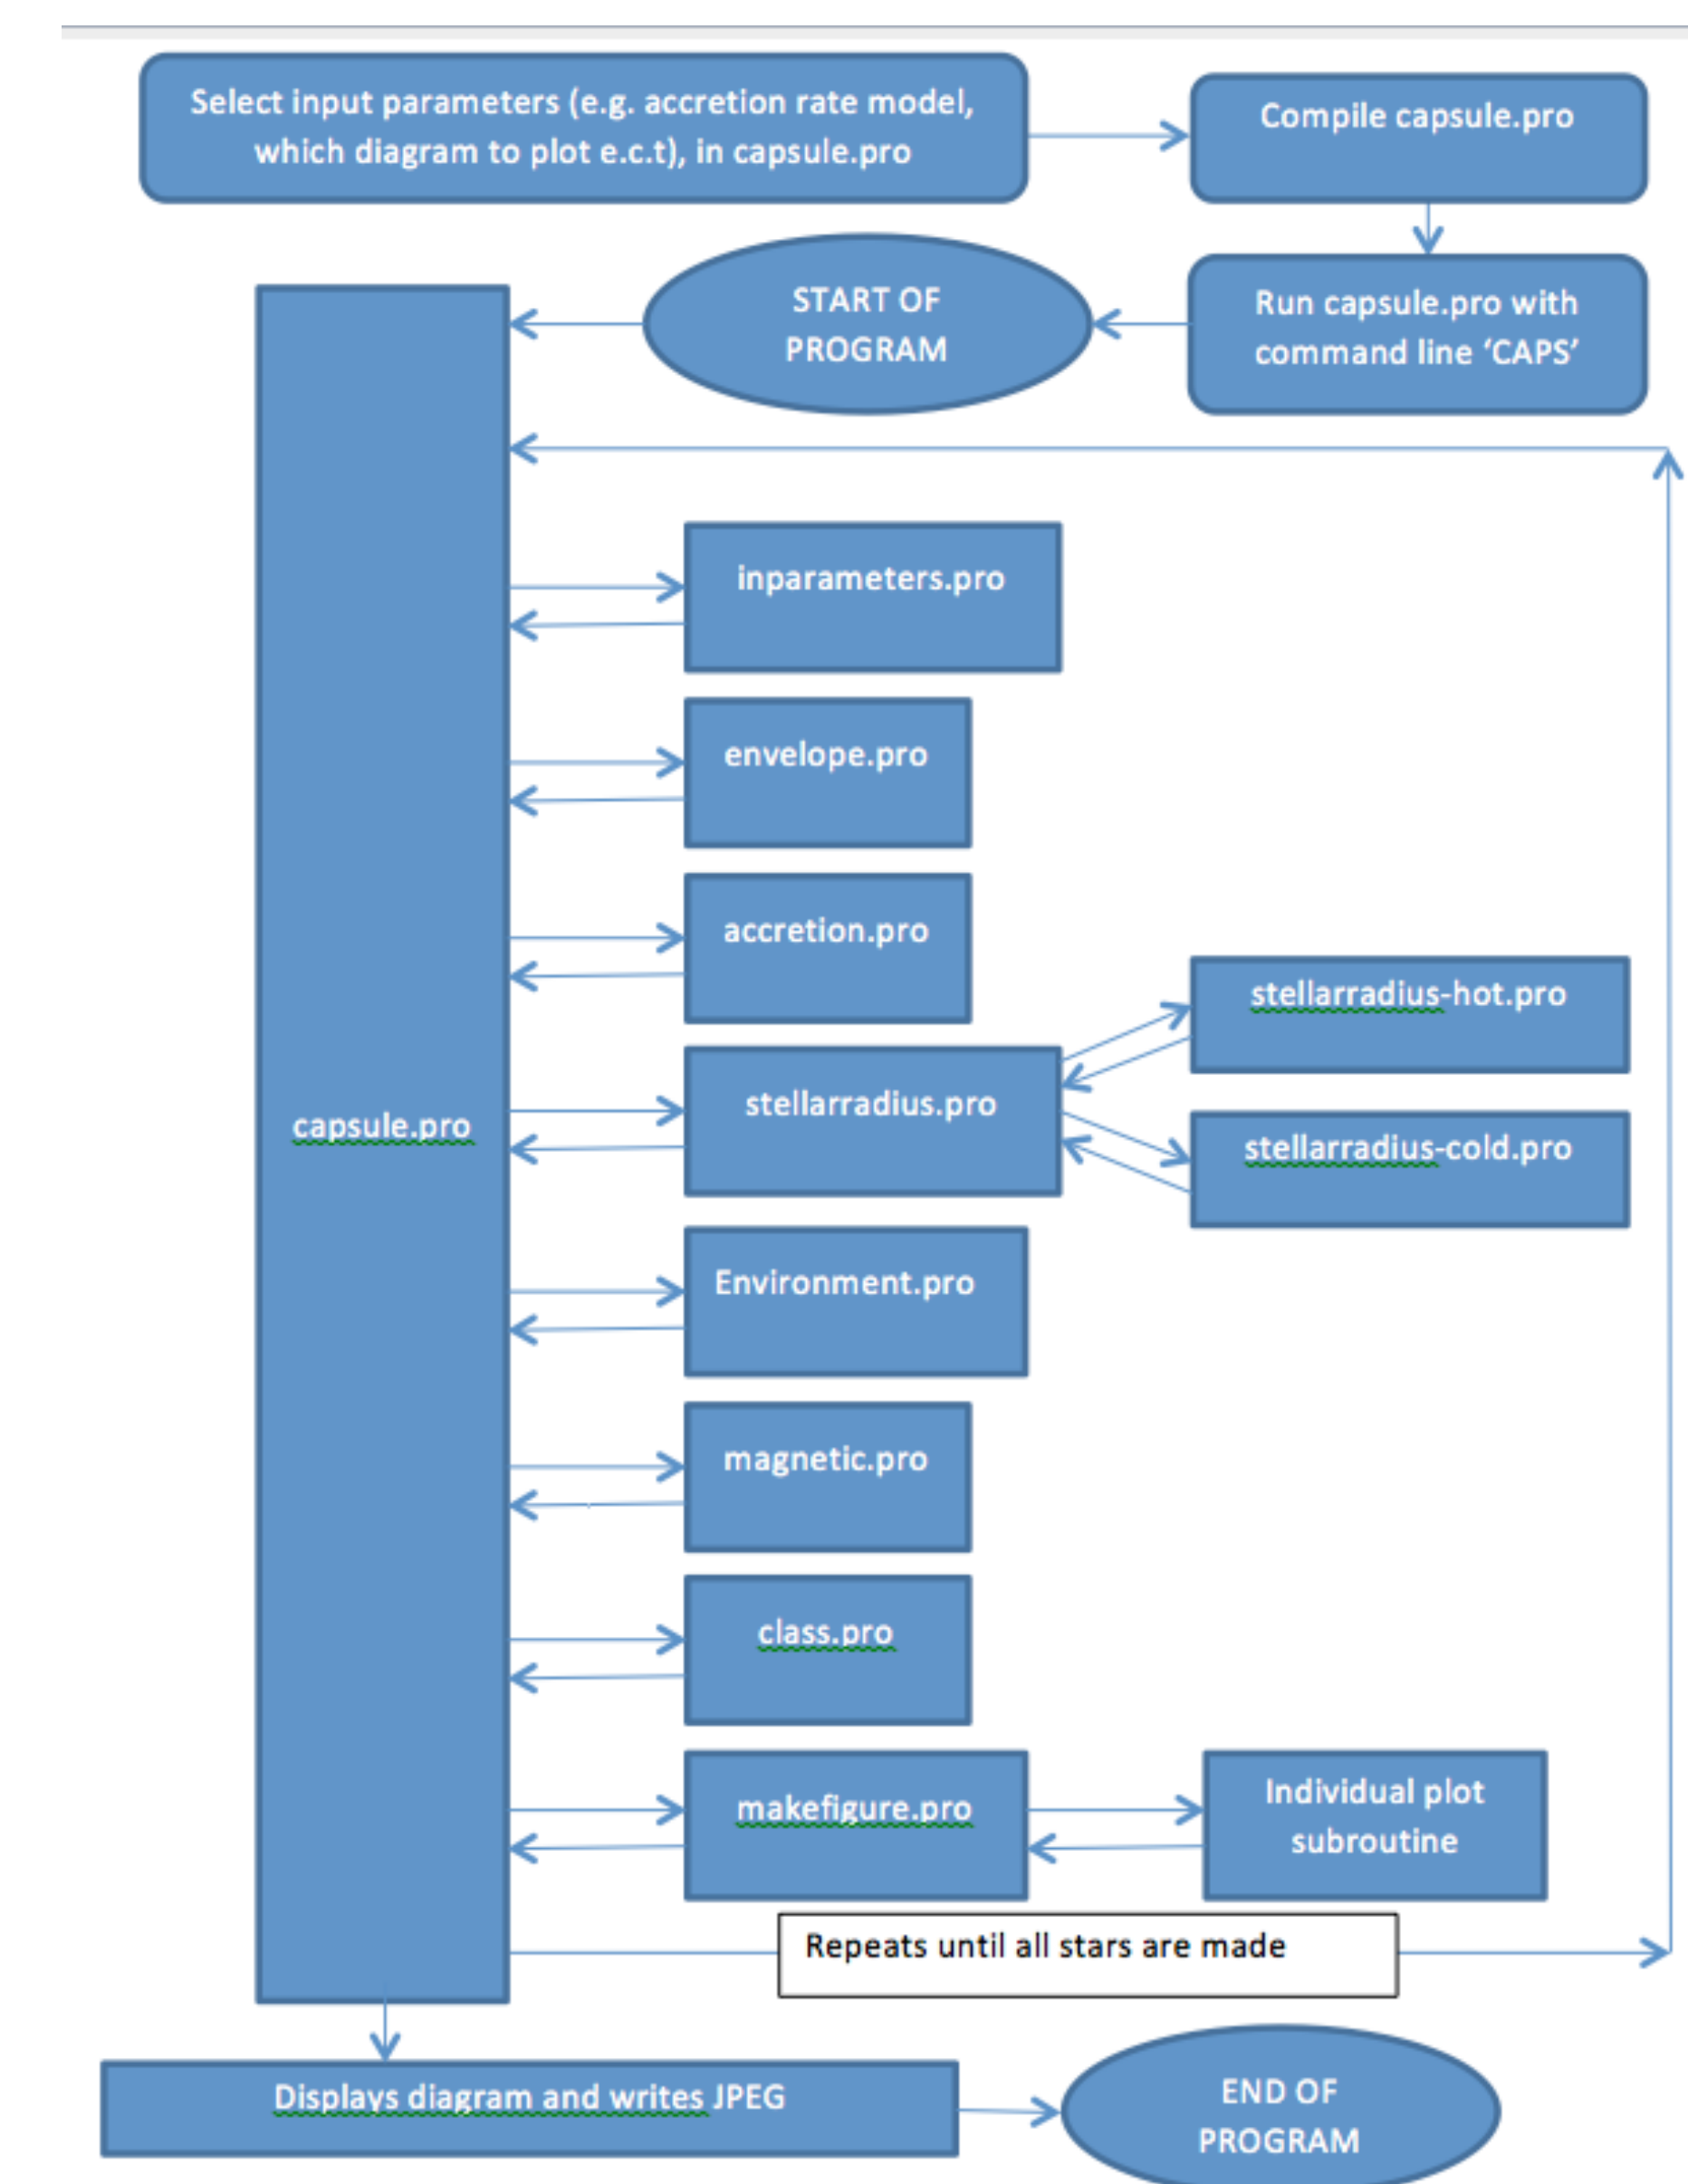 Select input parameters (e.g. accretion rate model,
which diagram to plot e.c.t), in capsule.pro
Compile capsule.pro
START OF
PROGRAM
Run capsule.pro with
command line ‘CAPS’
inparameters.pro
envelope.pro
accretion.pro
stellarradius-hot.pro
capsule.pro
stellarradius.pro
stellarradius-cold.pro
Environment.pro
magnetic.pro
class.pro
makefigure.pro
Individual plot
subroutine
Repeats until all stars are made
Displays diagram and writes JPEG
END OF
PROGRAM